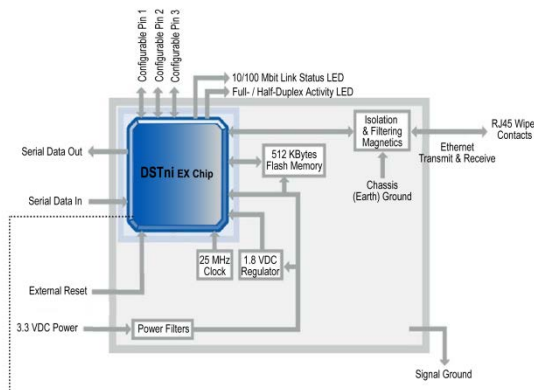 Configurable Pin 1
Configurable Pin 2
Configurable Pin 3
10/100 Mbit Link Status LED
Full- / Half-Duplex Activity LED
Isolation
& Filtering
Magnetics
RJ45 Wipe
Contacts
Ethernet
Transmit & Receive
Serial Data Out
DSTni EX Chip
512 KBytes
Flash Memory
Chassis
(Earth) Ground
Serial Data In
25 MHz
Clock
1.8 VDC
Regulator
External Reset
3.3 VDC Power
Power Filters
Signal Ground